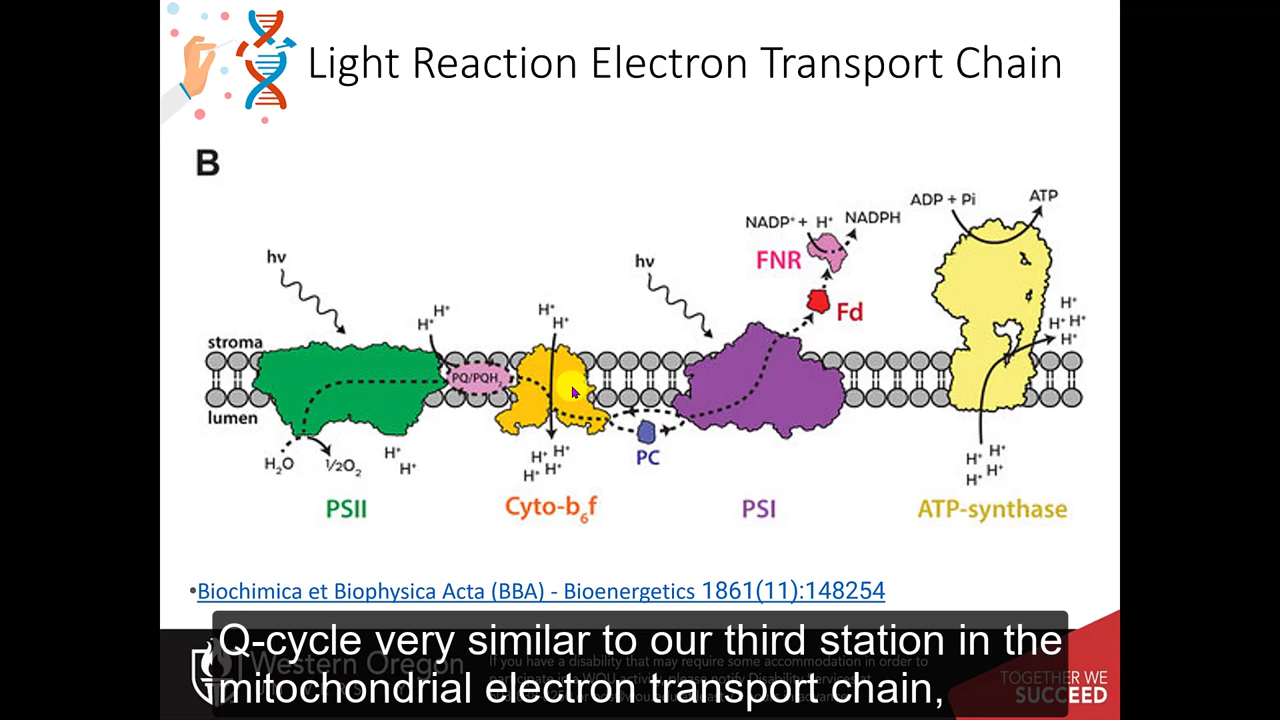 Light Reaction Electron Transport Chain
B
ADP + Pi
ATP
NADP⁺ + H⁺
NADPH
hν
hν
FNR
H⁺
H⁺
H⁺
H⁺
Fd
H⁺
H⁺ H⁺
H⁺
stroma
PQ/PQH₂
lumen
H₂O
½O₂
H⁺
H⁺
H⁺ H⁺
H⁺ H⁺
PC
H⁺ H⁺
H⁺ H⁺
PSII
Cyto-b₆f
PSI
ATP-synthase
•Biochimica et Biophysica Acta (BBA) - Bioenergetics 1861(11):148254
Q-cycle very similar to our third station in the
mitochondrial electron transport chain,
Western Oregon
If you have a disability that may require some accommodation in order to
TOGETHER WE
SUCCEED